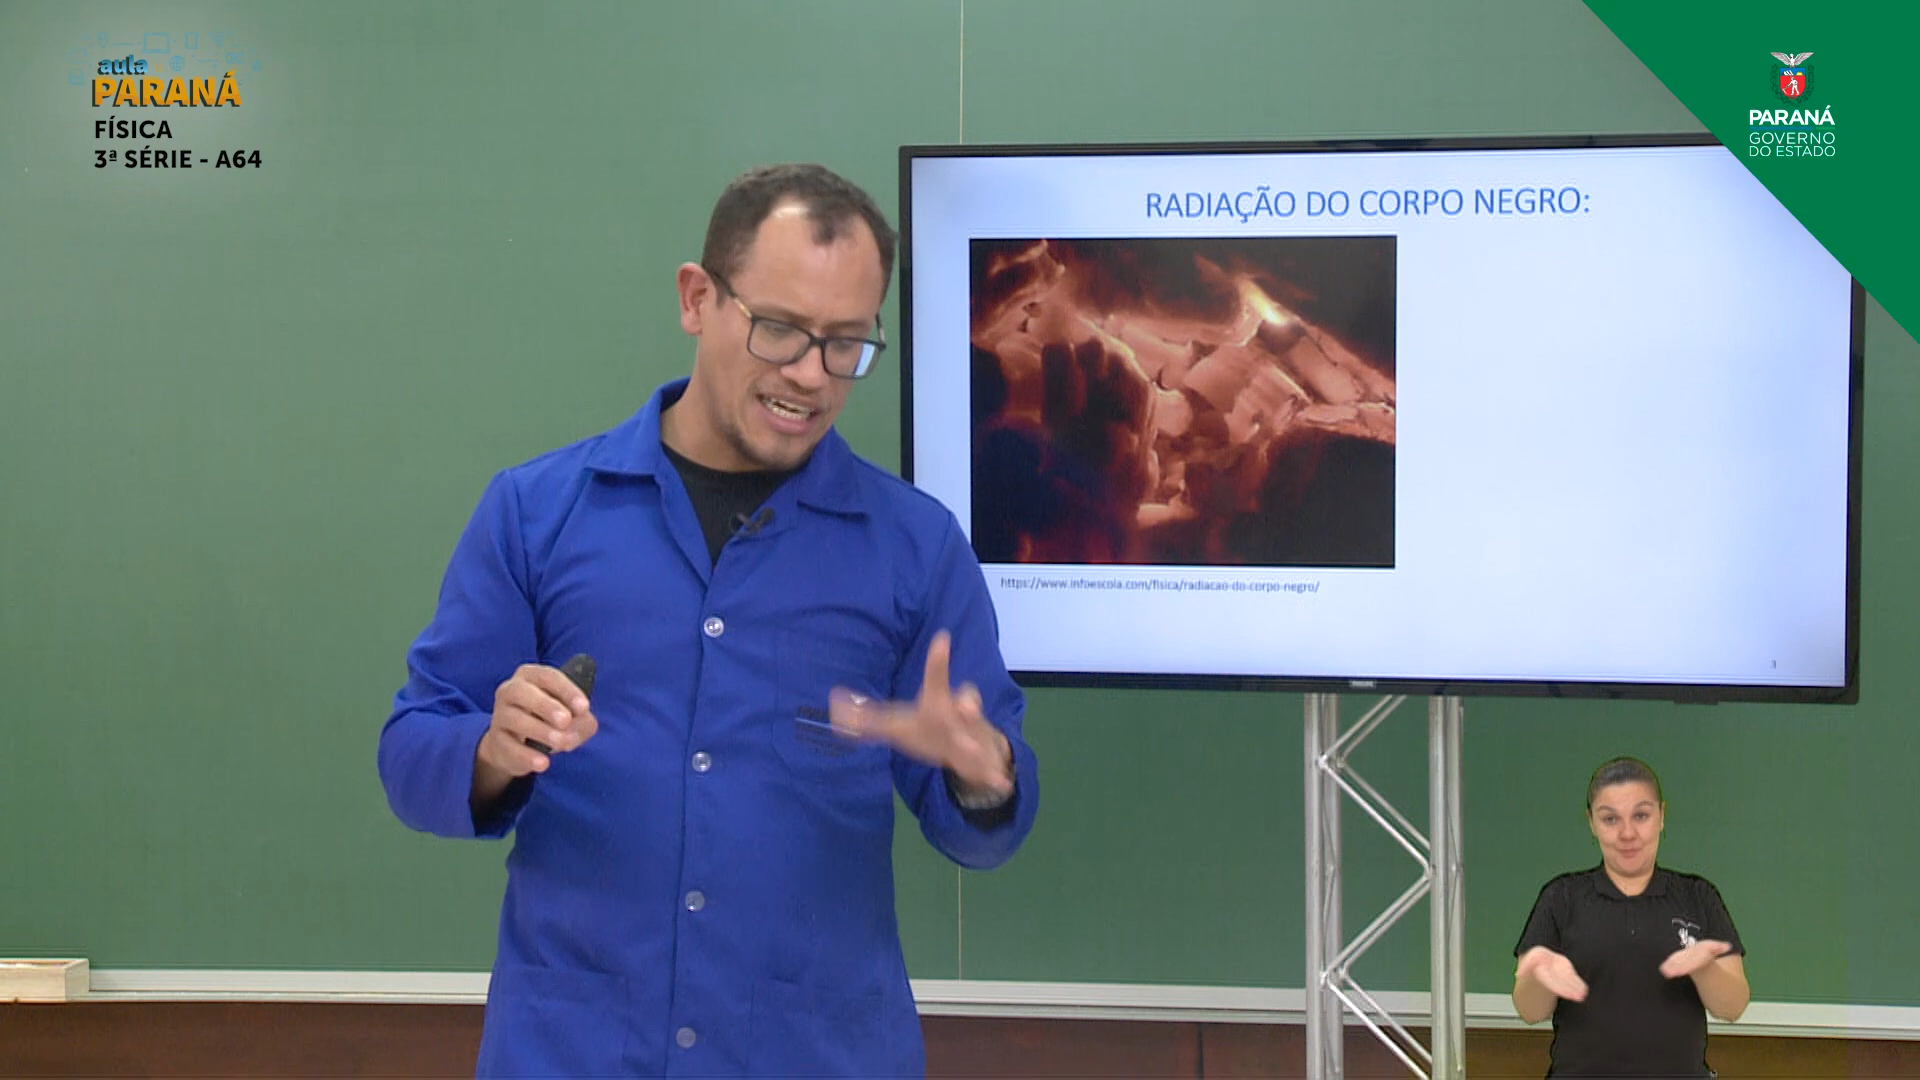 aula
PARANÁ
FÍSICA
3ª SÉRIE - A64
PARANÁ
GOVERNO
DO ESTADO
RADIAÇÃO DO CORPO NEGRO:
https://www.infoescola.com/fisica/radiacao-do-corpo-negro/
3